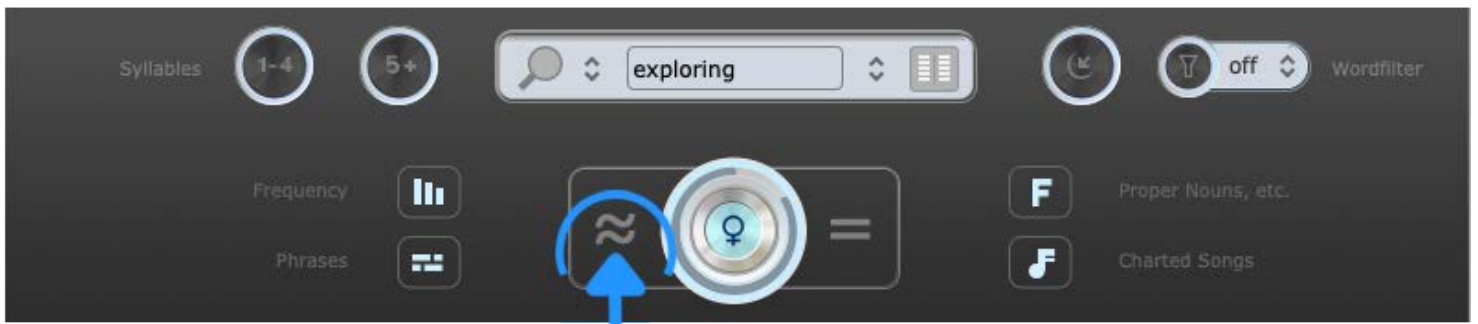 Syllables 1-4 5+ exploring off Wordfilter
Frequency F Proper Nouns, etc.
Phrases Charted Songs